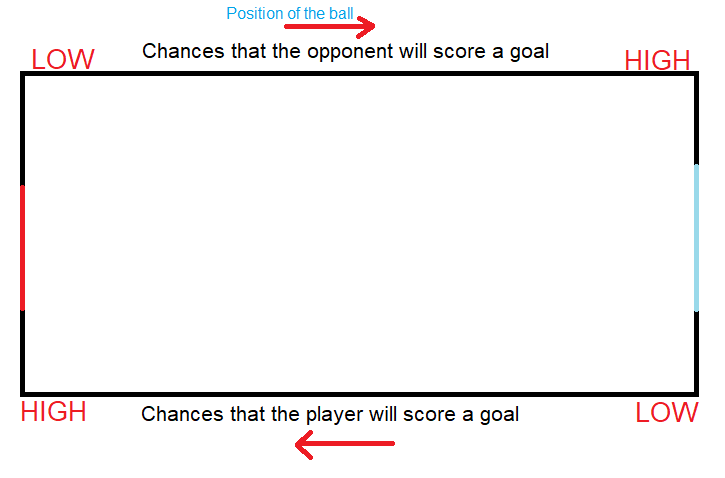 Position of the ball
Chances that the opponent will score a goal
LOW
HIGH
HIGH
Chances that the player will score a goal
LOW